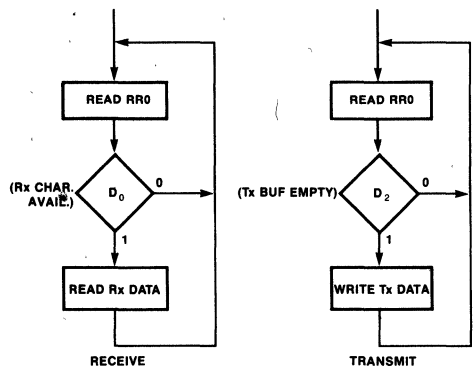 READ RR0
(Rx CHAR.
AVAIL.)
D0
0
1
READ Rx DATA
RECEIVE
READ RR0
(Tx BUF EMPTY)
D2
0
1
WRITE Tx DATA
TRANSMIT